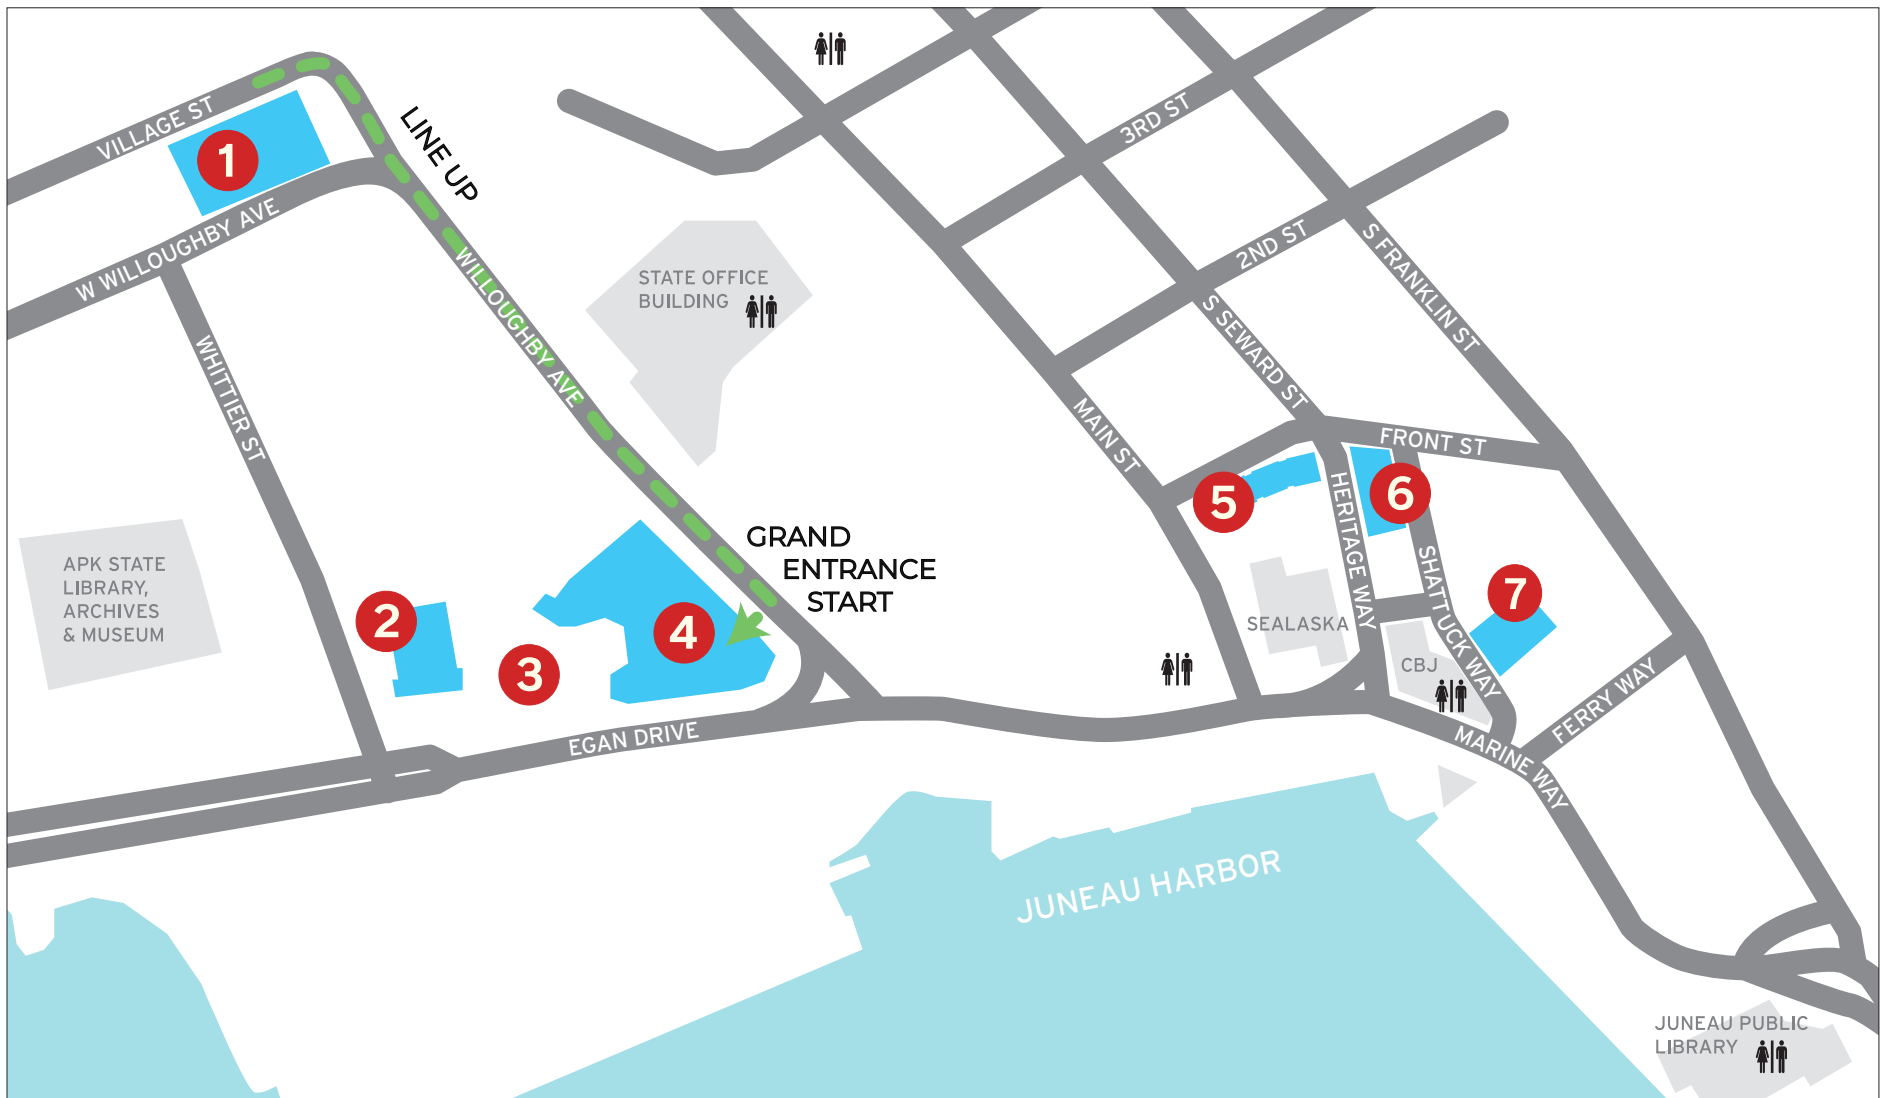 VILLAGE ST
1
LINE UP
W WILLOUGHBY AVE
WILLOUGHBY AVE
WHITTIER ST
STATE OFFICE
BUILDING
3RD ST
2ND ST
S FRANKLIN ST
S SEWARD ST
MAIN ST
FRONT ST
5
6
HERITAGE WAY
SHATTUCK WAY
7
APK STATE
LIBRARY,
ARCHIVES
& MUSEUM
2
3
4
GRAND
ENTRANCE
START
SEALASKA
CBJ
FERRY WAY
EGAN DRIVE
MARINE WAY
JUNEAU HARBOR
JUNEAU PUBLIC
LIBRARY